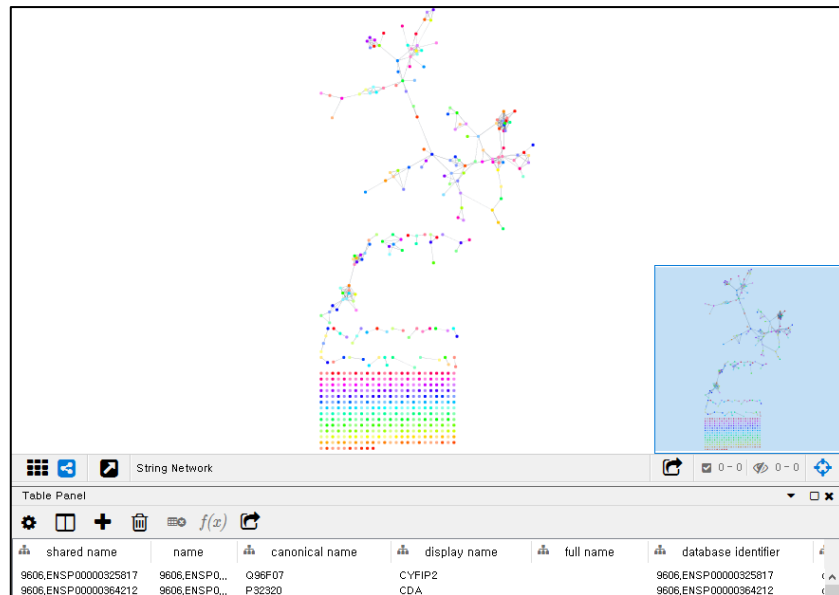 String Network
0 - 0
0 - 0
Table Panel
f(x)
shared name name canonical name display name full name database identifier
9606,ENSP00000325817 9606,ENSP0... Q96F07 CYFIP2 9606,ENSP00000325817
9606,ENSP00000364212 9606,ENSP0... P32320 CDA 9606,ENSP00000364212